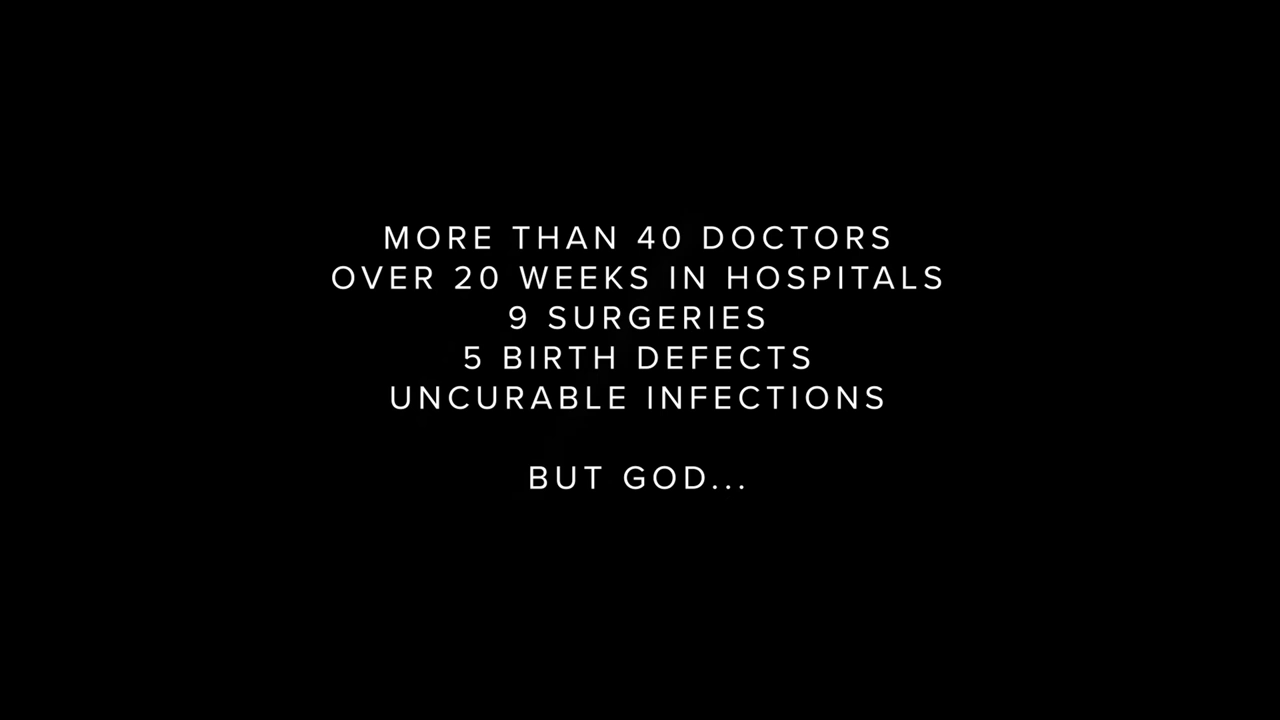 MORE THAN 40 DOCTORS
OVER 20 WEEKS IN HOSPITALS
9 SURGERIES
5 BIRTH DEFECTS
UNCURABLE INFECTIONS
BUT GOD...